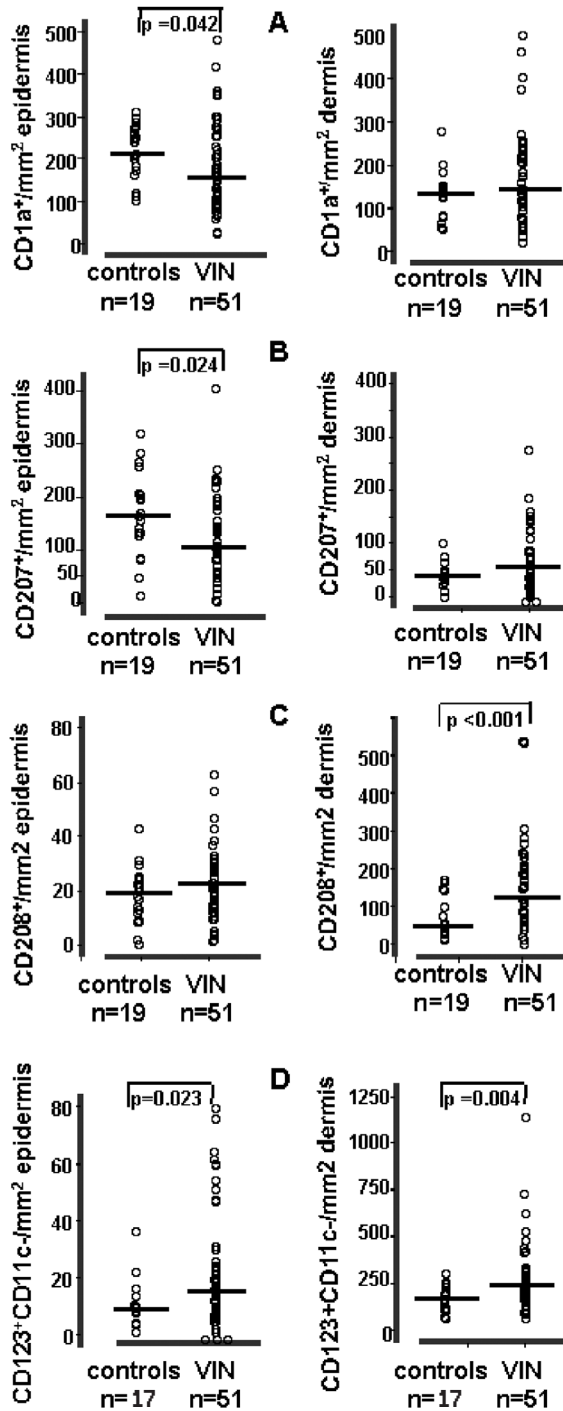 A
p =0.042
CD1a+/mm² epidermis
500
400
300
200
100
0
controls VIN
n=19 n=51
CD1a+/mm² dermis
500
400
300
200
100
0
controls VIN
n=19 n=51
B
p =0.024
CD207+/mm² epidermis
400
300
200
100
50
0
controls VIN
n=19 n=51
CD207+/mm² dermis
400
300
200
100
50
0
controls VIN
n=19 n=51
C
CD208+/mm2 epidermis
80
60
40
20
0
controls VIN
n=19 n=51
p <0.001
CD208+/mm2 dermis
500
400
300
200
100
0
controls VIN
n=19 n=51
D
p=0.023
CD123+CD11c-/mm² epidermis
80
60
40
20
0
controls VIN
n=17 n=51
p =0.004
CD123+CD11c-/mm2 dermis
1250
1000
750
500
250
0
controls VIN
n=17 n=51